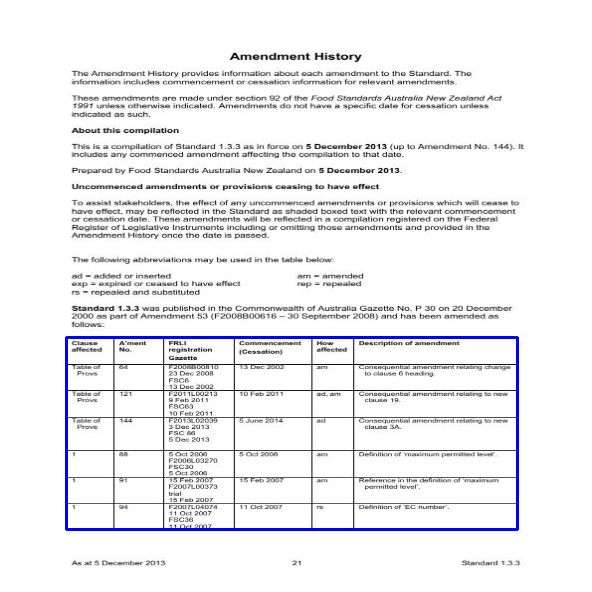 Amendment History
The Amendment History provides information about each amendment to the Standard. The
information includes commencement or cessation information for relevant amendments.
These amendments are made under section 92 of the Food Standards Australia New Zealand Act
1991 unless otherwise indicated. Amendments do not have a specific date for cessation unless
indicated as such.
About this compilation
This is a compilation of Standard 1.3.3 as in force on 5 December 2013 (up to Amendment No. 144). It
includes any commenced amendment affecting the compilation to that date.
Prepared by Food Standards Australia New Zealand on 5 December 2013.
Uncommenced amendments or provisions ceasing to have effect
To assist stakeholders, the effect of any uncommenced amendments or provisions which will cease to
have effect, may be reflected in the Standard as shaded boxed text with the relevant commencement
or cessation date. These amendments will be reflected in a compilation registered on the Federal
Register of Legislative Instruments including or omitting those amendments and provided in the
Amendment History once the date is passed.
The following abbreviations may be used in the table below:
ad = added or inserted am = amended
exp = expired or ceased to have effect rep = repealed
rs = repealed and substituted
Standard 1.3.3 was published in the Commonwealth of Australia Gazette No. P 30 on 20 December
2000 as part of Amendment 53 (F2008B00616 – 30 September 2008) and has been amended as
follows:
Clause A'ment FRLI Commencement How Description of amendment
affected No. registration (Cessation) affected
Gazette
Table of 64 F2008B00810 13 Dec 2002 am Consequential amendment relating change
Provs 23 Dec 2008 to clause 6 heading.
FSC6
13 Dec 2002
Table of 121 F2011L00213 10 Feb 2011 ad, am Consequential amendment relating to new
Provs 9 Feb 2011 clause 19.
FSC63
10 Feb 2011
Table of 144 F2013L02039 5 June 2014 ad Consequential amendment relating to new
Provs 3 Dec 2013 clause 3A.
FSC 86
5 Dec 2013
1 88 5 Oct 2006 5 Oct 2006 am Definition of 'maximum permitted level'.
F2006L03270
FSC30
5 Oct 2006
1 91 15 Feb 2007 15 Feb 2007 am Reference in the definition of 'maximum
F2007L00373 permitted level'.
trial
15 Feb 2007
1 94 F2007L04074 11 Oct 2007 rs Definition of 'EC number'.
11 Oct 2007
FSC36
11 Oct 2007
As at 5 December 2013 21 Standard 1.3.3